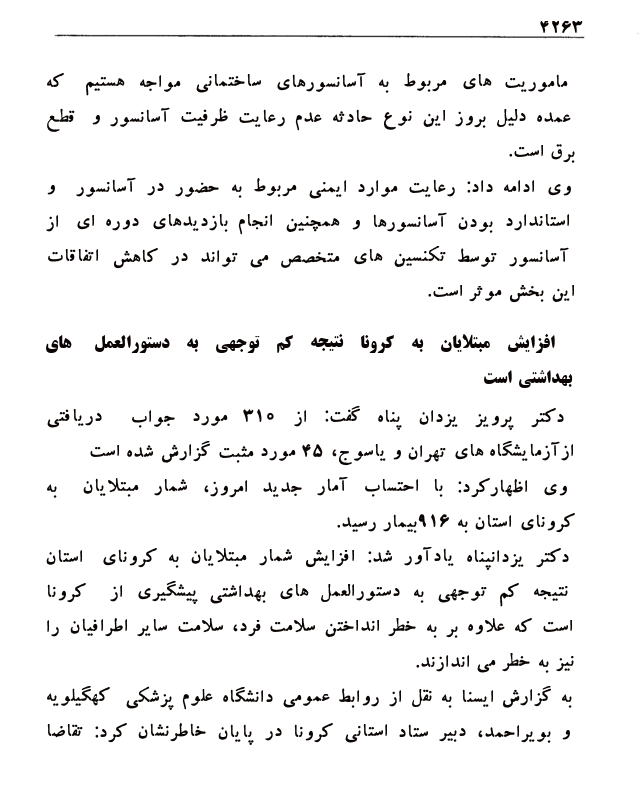 ۴۲۶۳
ماموریت های مربوط به آسانسورهای ساختمانی مواجه هستیم که
عمده دلیل بروز این نوع حادثه عدم رعایت ظرفیت آسانسور و قطع
برق است.
وی ادامه داد: رعایت موارد ایمنی مربوط به حضور در آسانسور و
استاندارد بودن آسانسورها و همچنین انجام بازدیدهای دوره ای از
آسانسور توسط تکنسین های متخصص می تواند در کاهش اتفاقات
این بخش موثر است.
افزایش مبتلایان به کرونا نتیجه کم توجهی به دستورالعمل های
بهداشتی است
دکتر پرویز یزدان پناه گفت: از ۳۱۰ مورد جواب دریافتی
ازآزمایشگاه های تهران و یاسوج، ۴۵ مورد مثبت گزارش شده است
وی اظهارکرد: با احتساب آمار جدید امروز، شمار مبتلایان به
کرونای استان به ۹۱۶بیمار رسید.
دکتر یزدانپناه یادآور شد: افزایش شمار مبتلایان به کرونای استان
نتیجه کم توجهی به دستورالعمل های بهداشتی پیشگیری از کرونا
است که علاوه بر به خطر انداختن سلامت فرد، سلامت سایر اطرافیان را
نیز به خطر می اندازند.
به گزارش ایسنا به نقل از روابط عمومی دانشگاه علوم پزشکی کهگیلویه
و بویراحمد، دبیر ستاد استانی کرونا در پایان خاطرنشان کرد: تقاضا